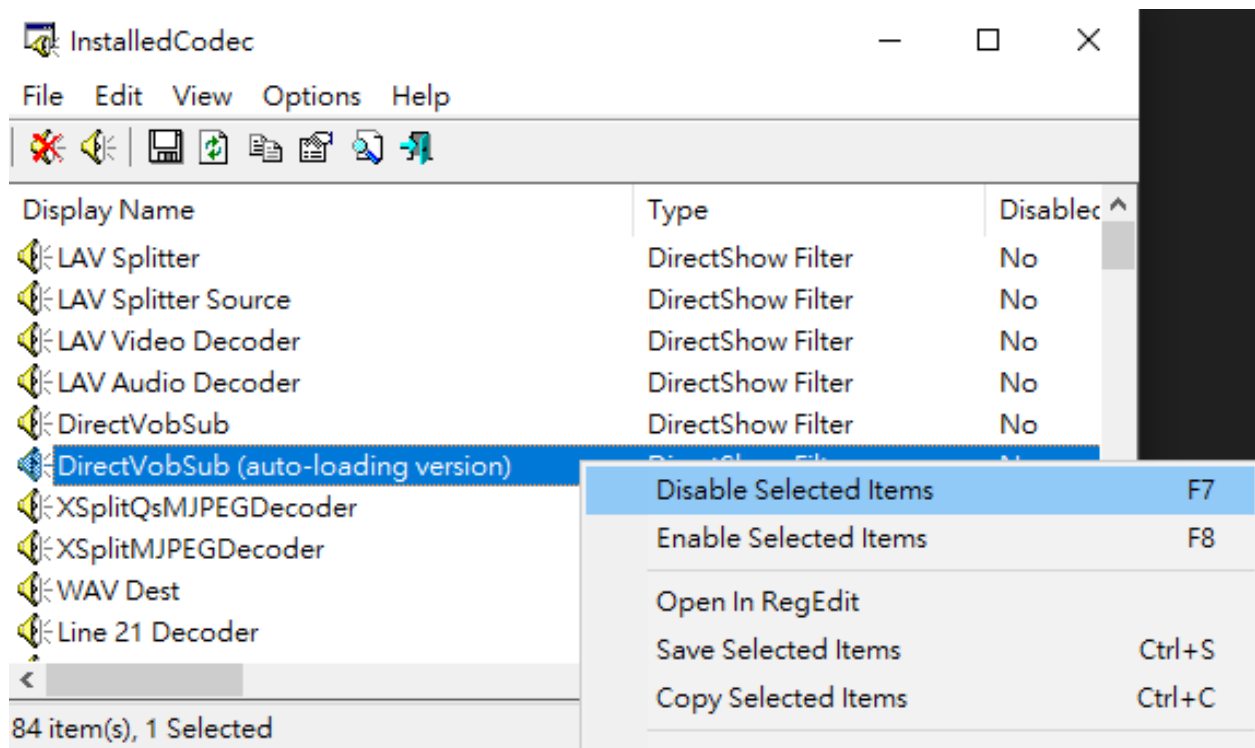 InstalledCodec
File Edit View Options Help
Display Name Type Disabled
LAV Splitter DirectShow Filter No
LAV Splitter Source DirectShow Filter No
LAV Video Decoder DirectShow Filter No
LAV Audio Decoder DirectShow Filter No
DirectVobSub DirectShow Filter No
DirectVobSub (auto-loading version)
Disable Selected Items F7
XSplitQsMJPEGDecoder
Enable Selected Items F8
XSplitMJPEGDecoder
WAV Dest
Open In RegEdit
Line 21 Decoder
Save Selected Items Ctrl+S
Copy Selected Items Ctrl+C
84 item(s), 1 Selected